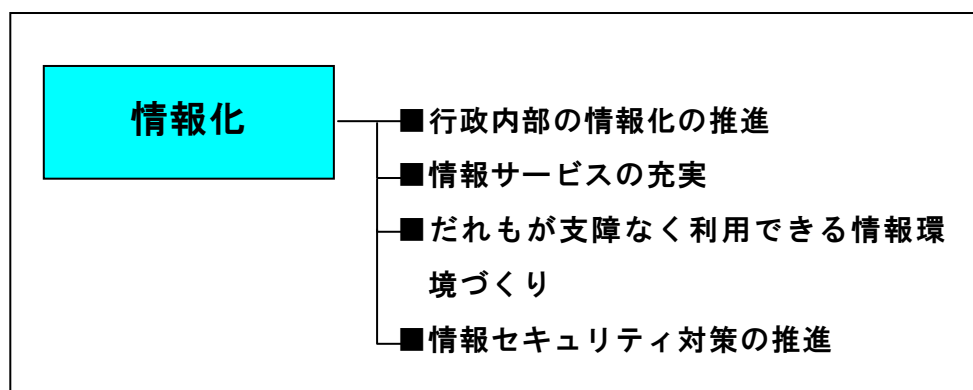 情報化
■行政内部の情報化の推進
■情報サービスの充実
■だれもが支障なく利用できる情報環
境づくり
■情報セキュリティ対策の推進